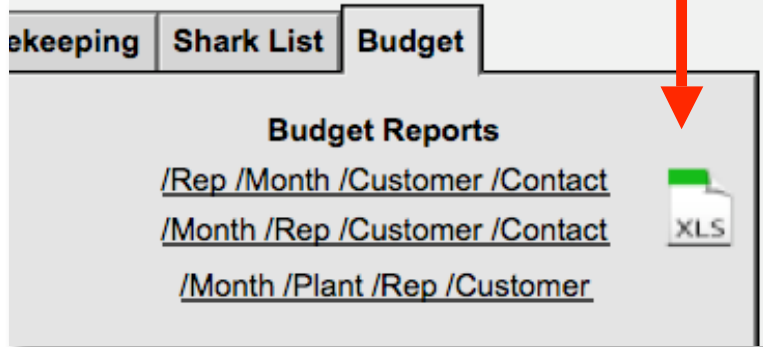 ekeeping Shark List Budget
Budget Reports
/Rep /Month /Customer /Contact
/Month /Rep /Customer /Contact
XLS
/Month /Plant /Rep /Customer